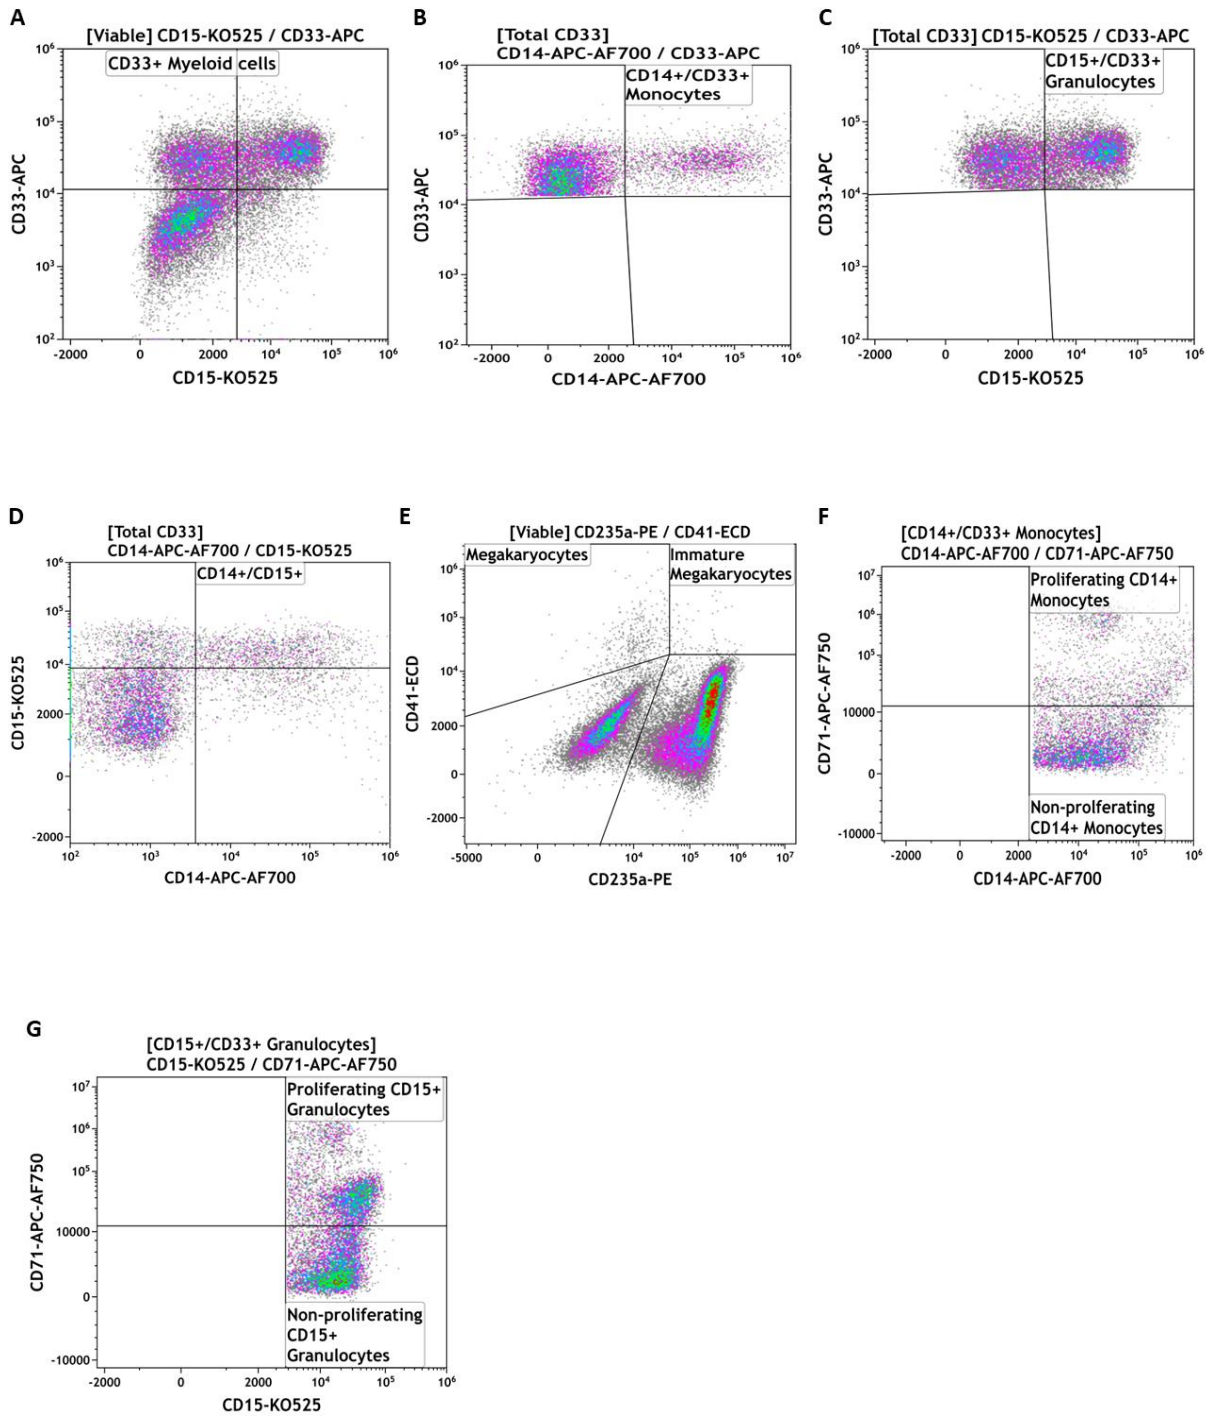 A
[Viable] CD15-KO525 / CD33-APC
CD33+ Myeloid cells
10⁶
10⁵
10⁴
10³
10²
CD33-APC
-2000
0
2000
10⁴
10⁵
10⁶
CD15-KO525
B
[Total CD33]
CD14-APC-AF700 / CD33-APC
CD14+/CD33+
Monocytes
10⁶
10⁵
10⁴
10³
10²
CD33-APC
-2000
0
2000
10⁴
10⁵
10⁶
CD14-APC-AF700
C
[Total CD33] CD15-KO525 / CD33-APC
CD15+/CD33+
Granulocytes
10⁶
10⁵
10⁴
10³
10²
CD33-APC
-2000
0
2000
10⁴
10⁵
10⁶
CD15-KO525
D
[Total CD33]
CD14-APC-AF700 / CD15-KO525
CD14+/CD15+
10⁶
10⁵
10⁴
2000
0
-2000
CD15-KO525
10²
10³
10⁴
10⁵
10⁶
CD14-APC-AF700
E
[Viable] CD235a-PE / CD41-ECD
Megakaryocytes
Immature
Megakaryocytes
10⁶
10⁵
10⁴
2000
0
-2000
CD41-ECD
-5000
0
10⁴
10⁵
10⁶
10⁷
CD235a-PE
F
[CD14+/CD33+ Monocytes]
CD14-APC-AF700 / CD71-APC-AF750
Proliferating CD14+
Monocytes
10⁷
10⁶
10⁵
10000
0
-10000
CD71-APC-AF750
Non-proliferating
CD14+ Monocytes
-2000
0
2000
10⁴
10⁵
10⁶
CD14-APC-AF700
G
[CD15+/CD33+ Granulocytes]
CD15-KO525 / CD71-APC-AF750
Proliferating CD15+
Granulocytes
10⁷
10⁶
10⁵
10000
0
-10000
CD71-APC-AF750
Non-proliferating
CD15+
Granulocytes
-2000
0
2000
10⁴
10⁵
10⁶
CD15-KO525